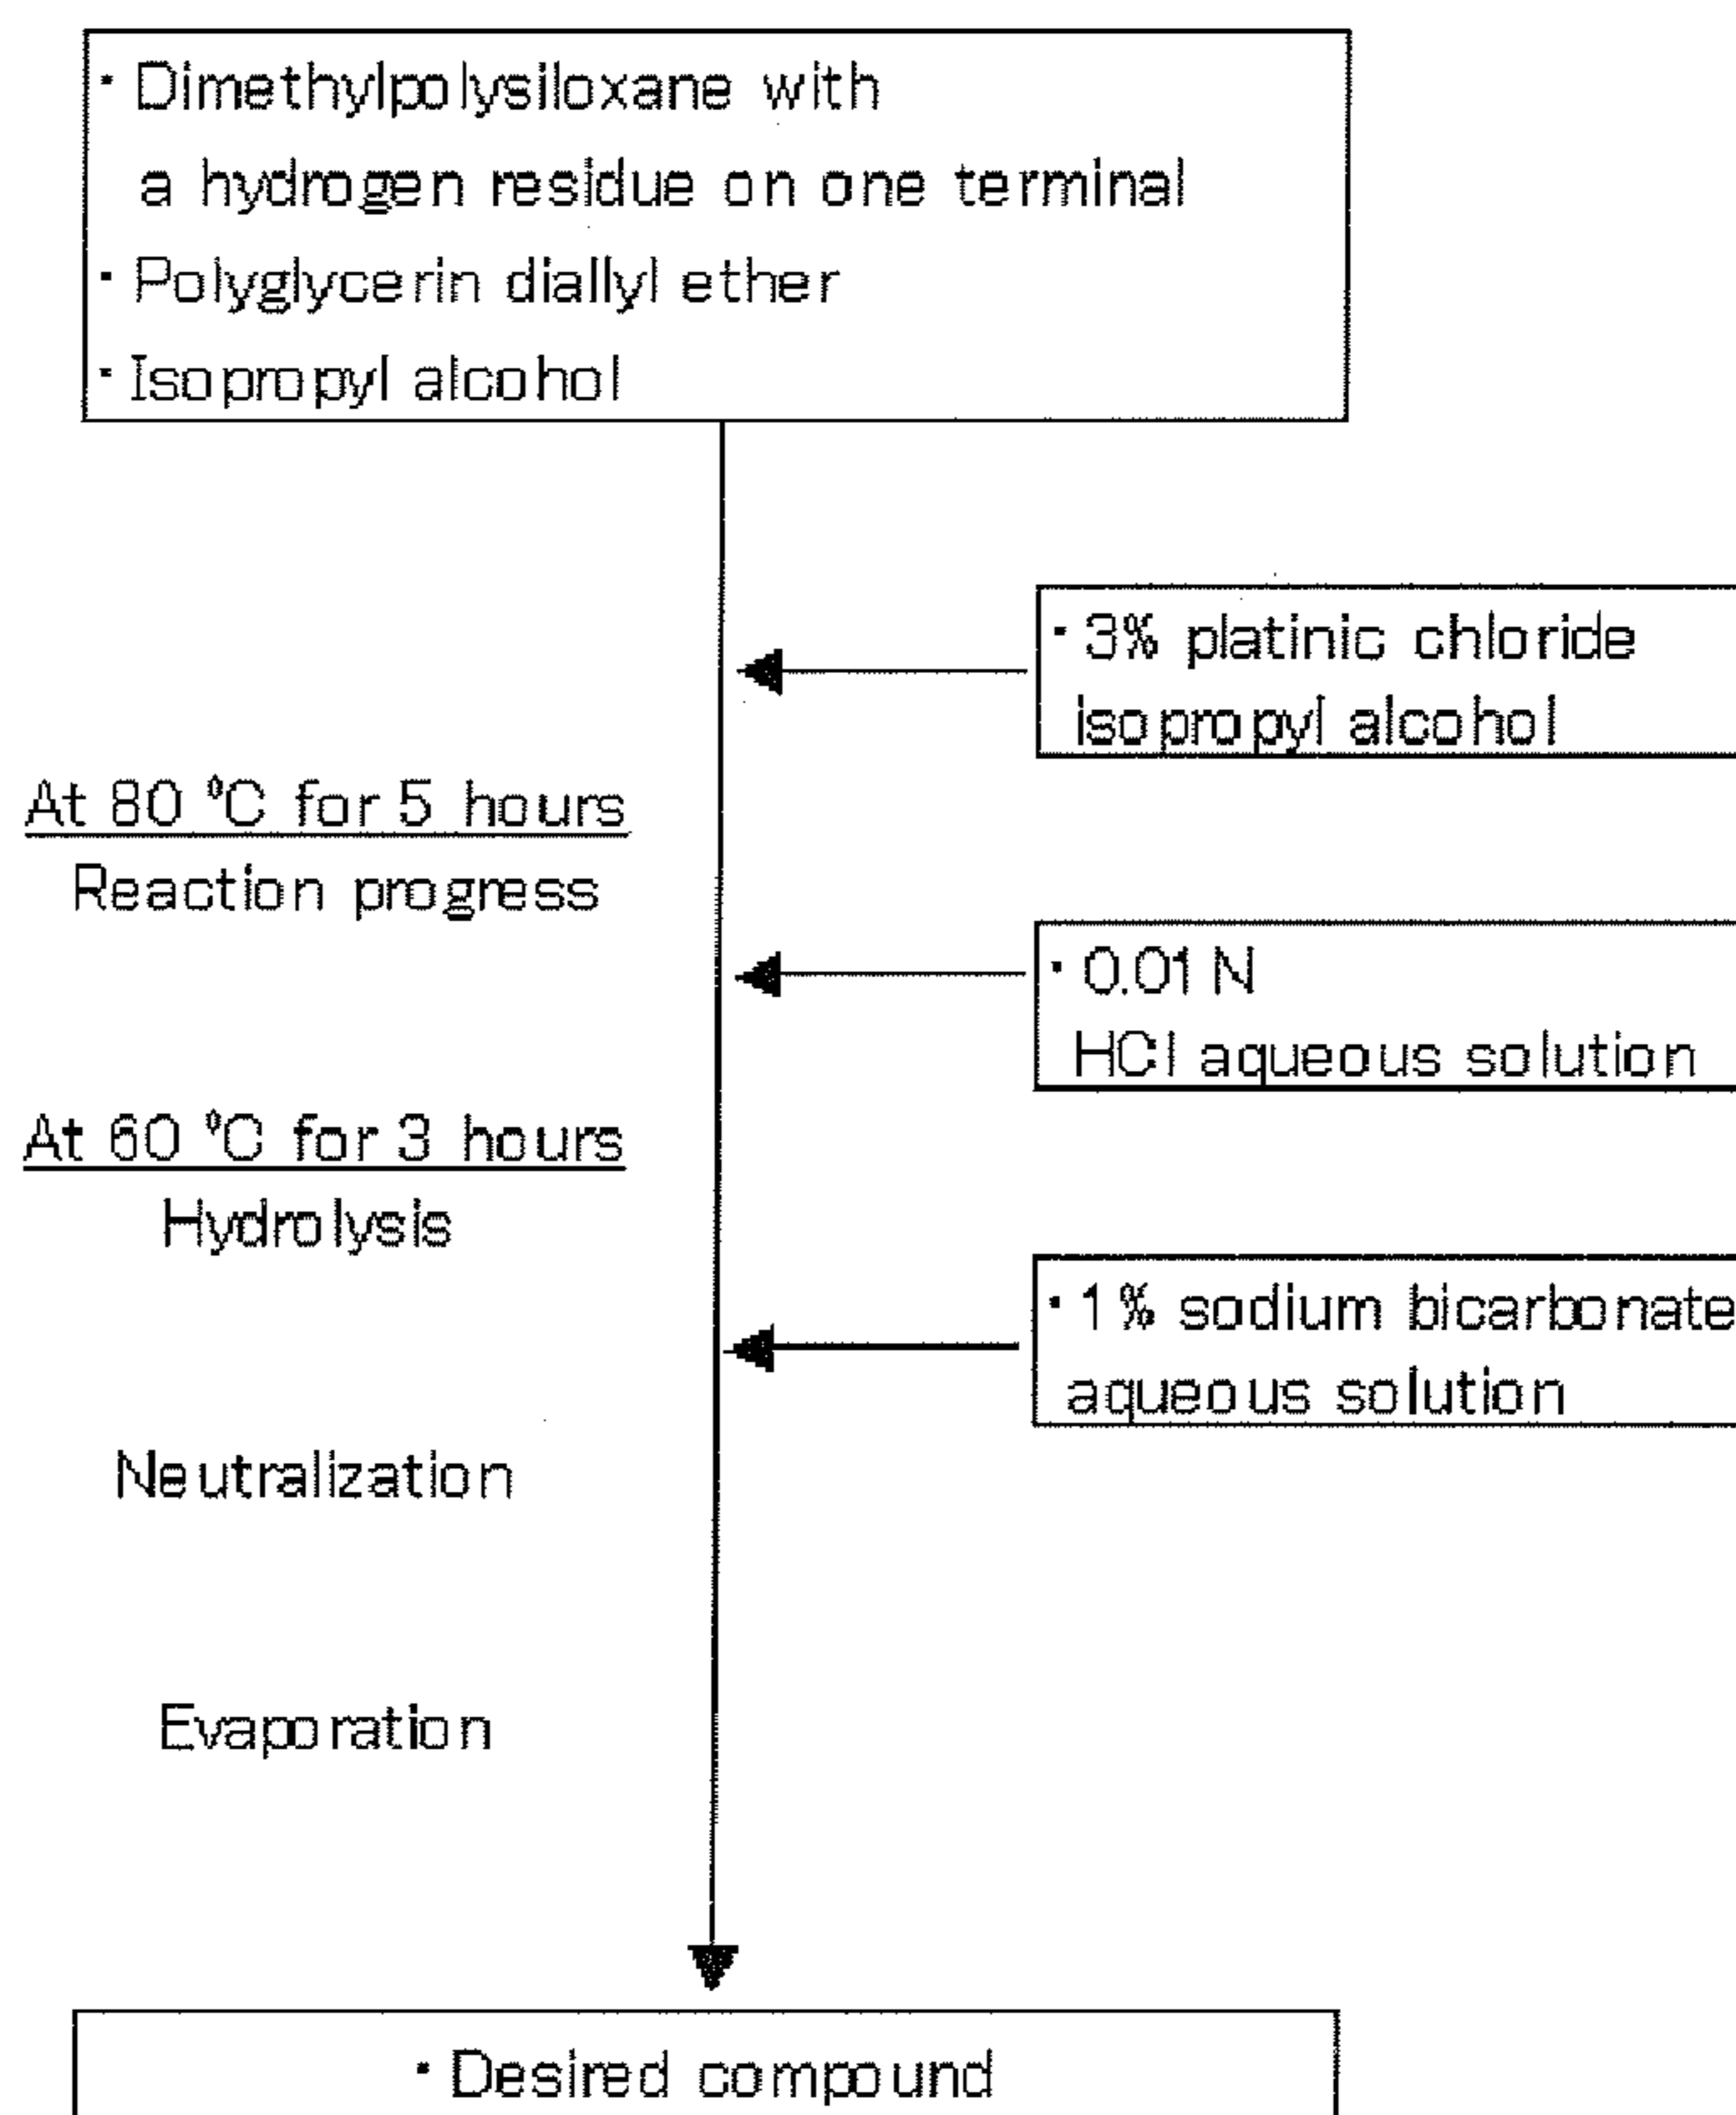 · Dimethylpolysiloxane with
a hydrogen residue on one terminal
· Polyglycerin diallyl ether
· Isopropyl alcohol
· 3% platinic chloride
isopropyl alcohol
At 80 °C for 5 hours
Reaction progress
· 0.01 N
HCl aqueous solution
At 60 °C for 3 hours
Hydrolysis
· 1 % sodium bicarbonate
aqueous solution
Neutralization
Evaporation
· Desired compound